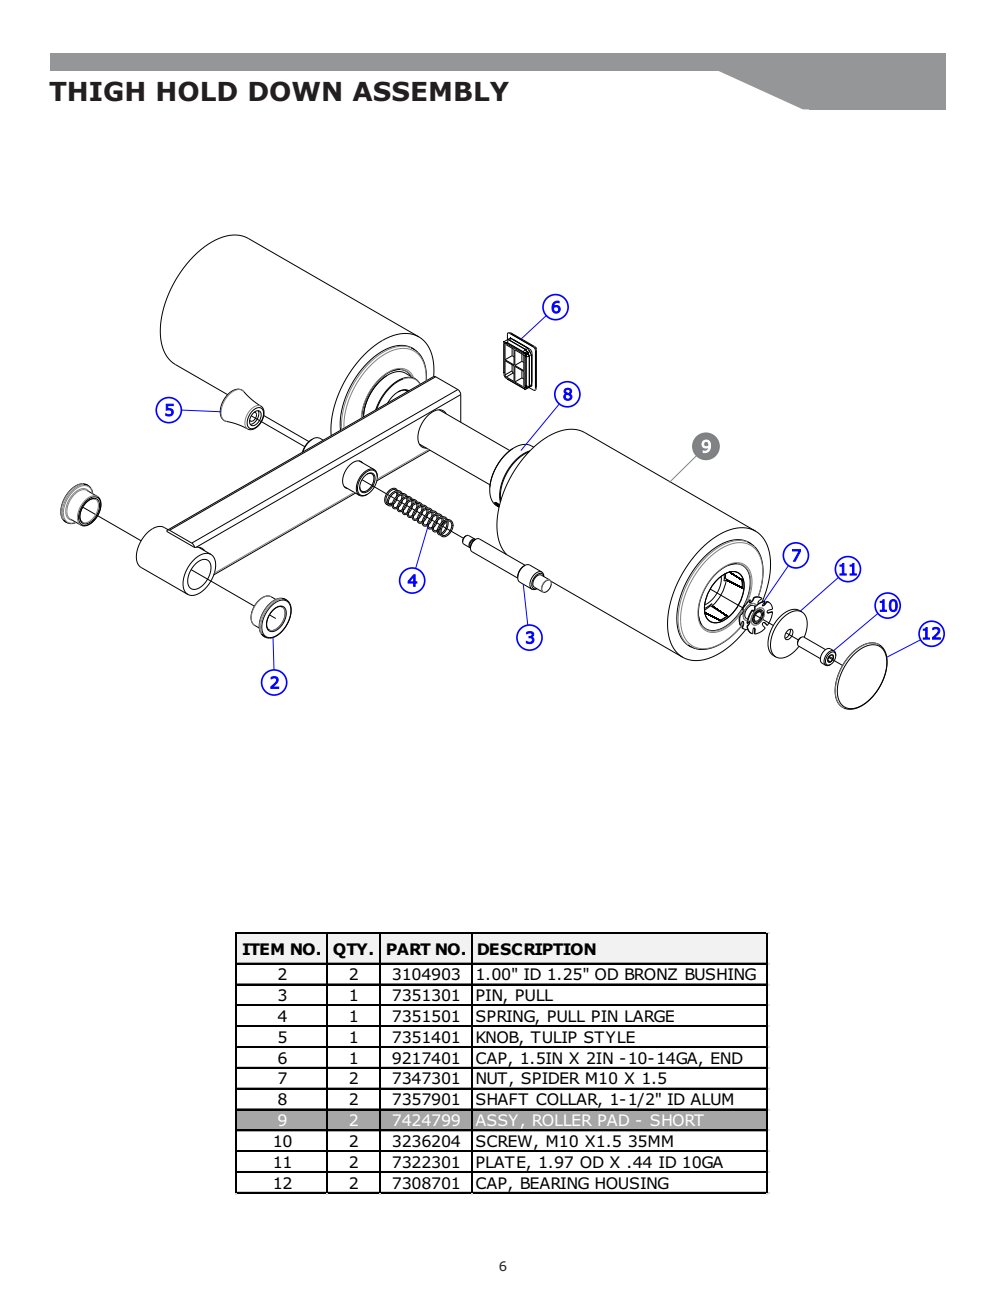 THIGH HOLD DOWN ASSEMBLY
6
8
5
9
7
11
4
10
3
12
2
ITEM NO. QTY. PART NO. DESCRIPTION
2 2 3104903 1.00" ID 1.25" OD BRONZ BUSHING
3 1 7351301 PIN, PULL
4 1 7351501 SPRING, PULL PIN LARGE
5 1 7351401 KNOB, TULIP STYLE
6 1 9217401 CAP, 1.5IN X 2IN -10-14GA, END
7 2 7347301 NUT, SPIDER M10 X 1.5
8 2 7357901 SHAFT COLLAR, 1-1/2" ID ALUM
9 2 7424799 ASSY, ROLLER PAD - SHORT
10 2 3236204 SCREW, M10 X1.5 35MM
11 2 7322301 PLATE, 1.97 OD X .44 ID 10GA
12 2 7308701 CAP, BEARING HOUSING
6